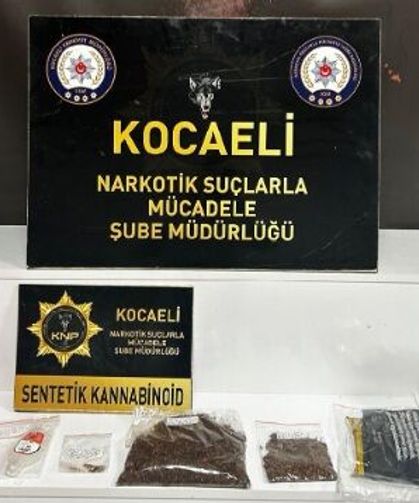 KOCAELİ
NARKOTİK SUÇLARLA
MÜCADELE
ŞUBE MÜDÜRLÜĞÜ
KNP
KOCAELİ
NARKOTİK SUÇLARLA
MÜCADELE
ŞUBE MÜDÜRLÜĞÜ
SENTETİK KANNABİNOİD